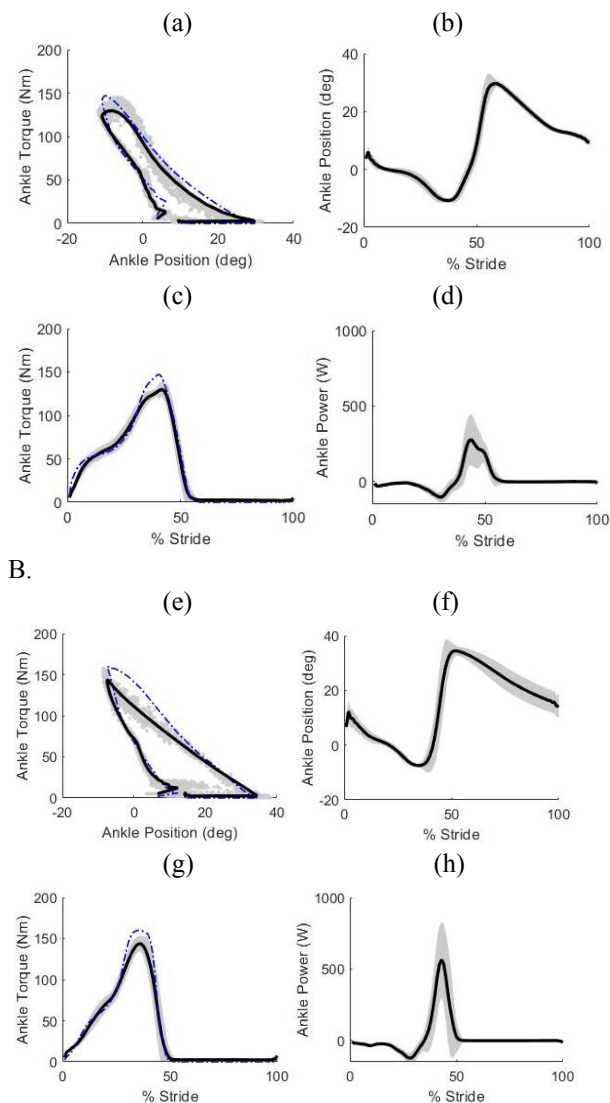 (a) (b)
200
150
100
50
0
-20 0 20 40
Ankle Torque (Nm)
Ankle Position (deg)
40
20
0
-20
0 50 100
Ankle Position (deg)
% Stride
(c) (d)
200
150
100
50
0
0 50 100
Ankle Torque (Nm)
% Stride
1000
500
0
0 50 100
Ankle Power (W)
% Stride
B.
(e) (f)
200
150
100
50
0
-20 0 20 40
Ankle Torque (Nm)
Ankle Position (deg)
40
20
0
-20
0 50 100
Ankle Position (deg)
% Stride
(g) (h)
200
150
100
50
0
0 50 100
Ankle Torque (Nm)
% Stride
1000
500
0
0 50 100
Ankle Power (W)
% Stride